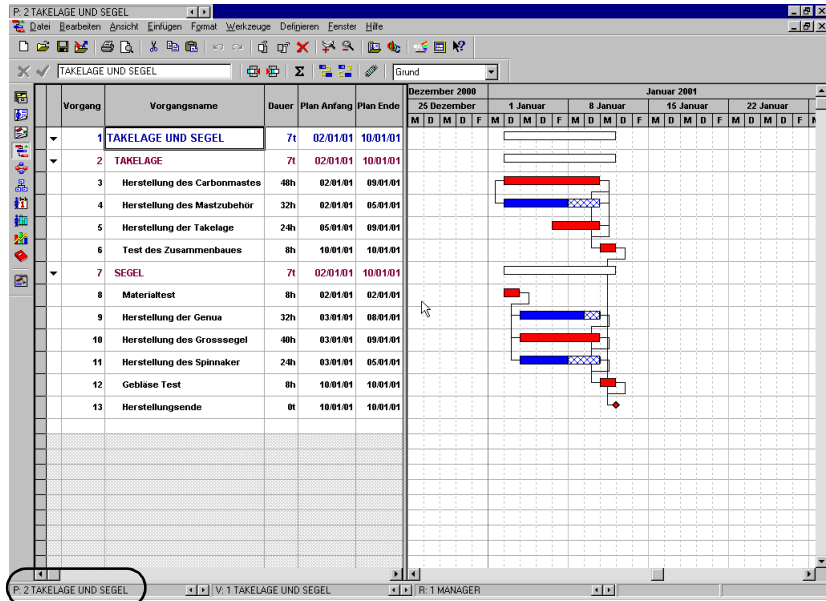 P: 2 TAKELAGE UND SEGEL
Datei Bearbeiten Ansicht Einfügen Format Werkzeuge Definieren Fenster Hilfe
TAKELAGE UND SEGEL Σ Grund
Dezember 2000 Januar 2001
Vorgang Vorgangsname Dauer Plan Anfang Plan Ende 25 Dezember 1 Januar 8 Januar 15 Januar 22 Januar
M D M D F M D M D F M D M D F M D M D F M D M D F M
1 TAKELAGE UND SEGEL 7t 02/01/01 10/01/01
2 TAKELAGE 7t 02/01/01 10/01/01
3 Herstellung des Carbonmastes 48h 02/01/01 09/01/01
4 Herstellung des Mastzubehör 32h 02/01/01 05/01/01
5 Herstellung der Takelage 24h 05/01/01 09/01/01
6 Test des Zusammenbaues 8h 10/01/01 10/01/01
7 SEGEL 7t 02/01/01 10/01/01
8 Materialtest 8h 02/01/01 02/01/01
9 Herstellung der Genua 32h 03/01/01 08/01/01
10 Herstellung des Grosssegel 40h 03/01/01 09/01/01
11 Herstellung des Spinnaker 24h 03/01/01 05/01/01
12 Gebläse Test 8h 10/01/01 10/01/01
13 Herstellungsende 0t 10/01/01 10/01/01
P: 2 TAKELAGE UND SEGEL V: 1 TAKELAGE UND SEGEL R: 1 MANAGER